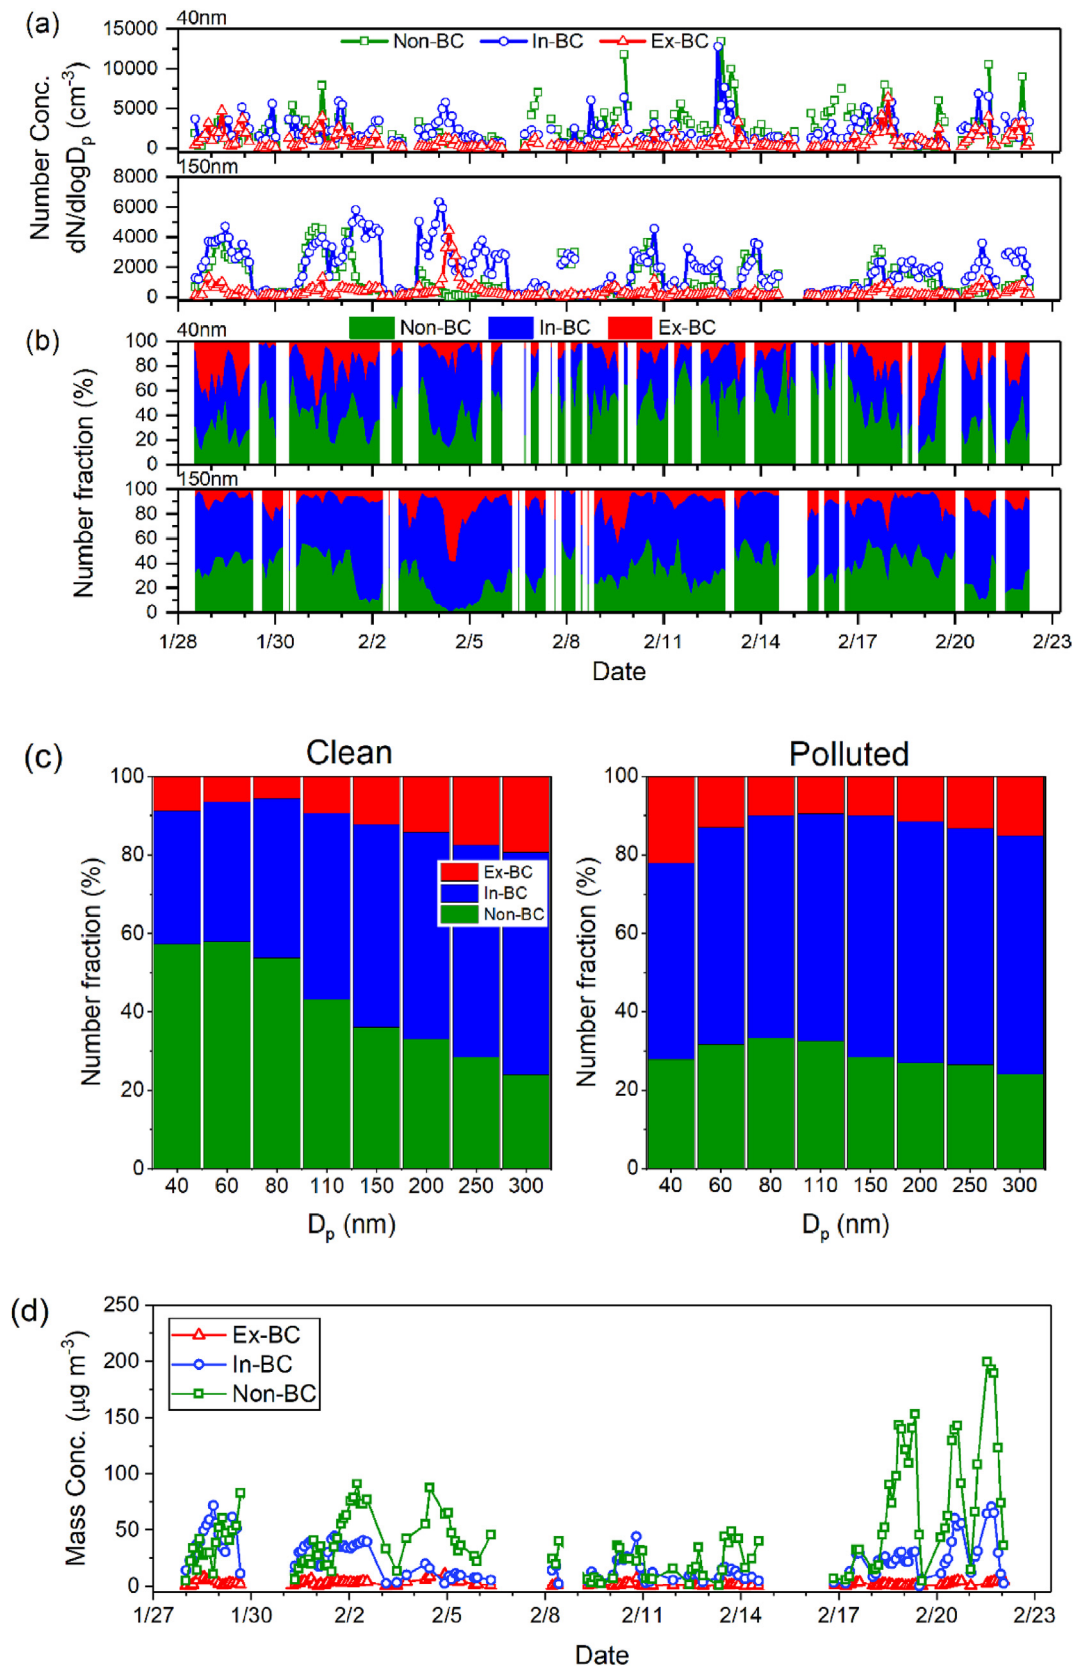 (a)
40nm
15000
10000
5000
0
Non-BC In-BC Ex-BC
150nm
8000
6000
4000
2000
0
Number Conc.
dN/dlogDp (cm-3)
(b)
Non-BC In-BC Ex-BC
40nm
100
80
60
40
20
0
150nm
100
80
60
40
20
0
Number fraction (%)
1/28 1/30 2/2 2/5 2/8 2/11 2/14 2/17 2/20 2/23
Date
(c)
Clean
100
80
60
40
20
0
Number fraction (%)
Ex-BC
In-BC
Non-BC
40 60 80 110 150 200 250 300
Dp (nm)
Polluted
100
80
60
40
20
0
Number fraction (%)
40 60 80 110 150 200 250 300
Dp (nm)
(d)
250
200
150
100
50
0
Mass Conc. (μg m-3)
Ex-BC
In-BC
Non-BC
1/27 1/30 2/2 2/5 2/8 2/11 2/14 2/17 2/20 2/23
Date